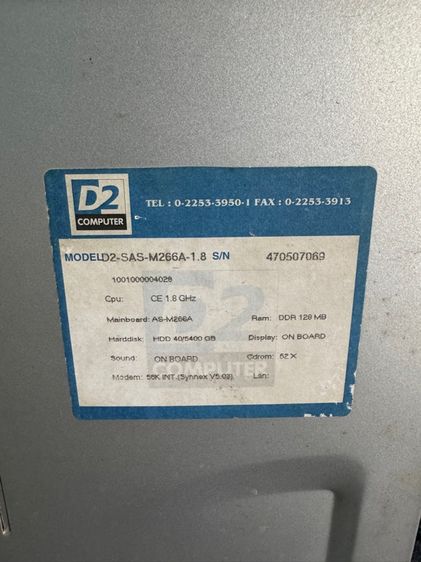 D2
COMPUTER
TEL : 0-2253-3950-1 FAX : 0-2253-3913
MODEL D2-SAS-M266A-1.8 S/N 470507069
1001000004028
Cpu: CE 1.8 GHz
Mainboard: AS-M266A Ram: DDR 128 MB
Harddisk: HDD 40/5400 GB Display: ON BOARD
Sound: ON BOARD Cdrom: 52 X
Modem: 56K INT.(Synnex V5.03) Lan:
D2
COMPUTER